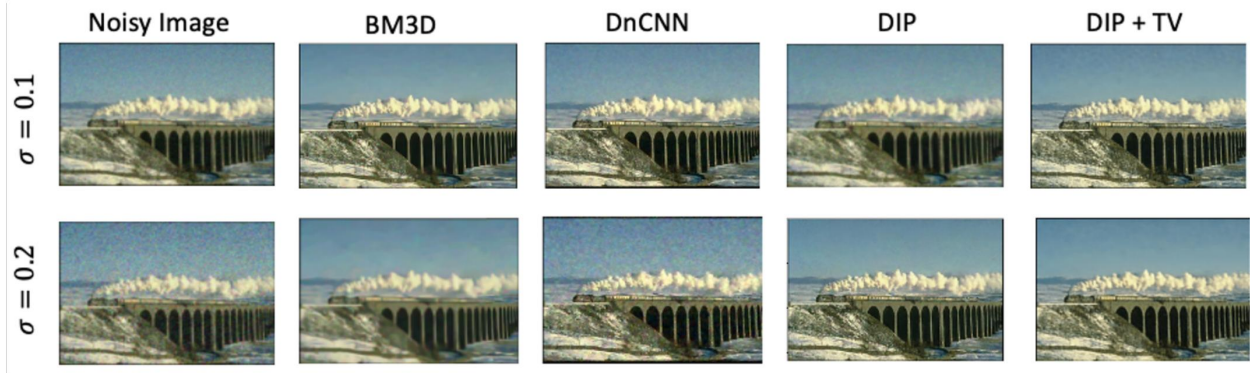 Noisy Image BM3D DnCNN DIP DIP + TV
σ = 0.1
σ = 0.2